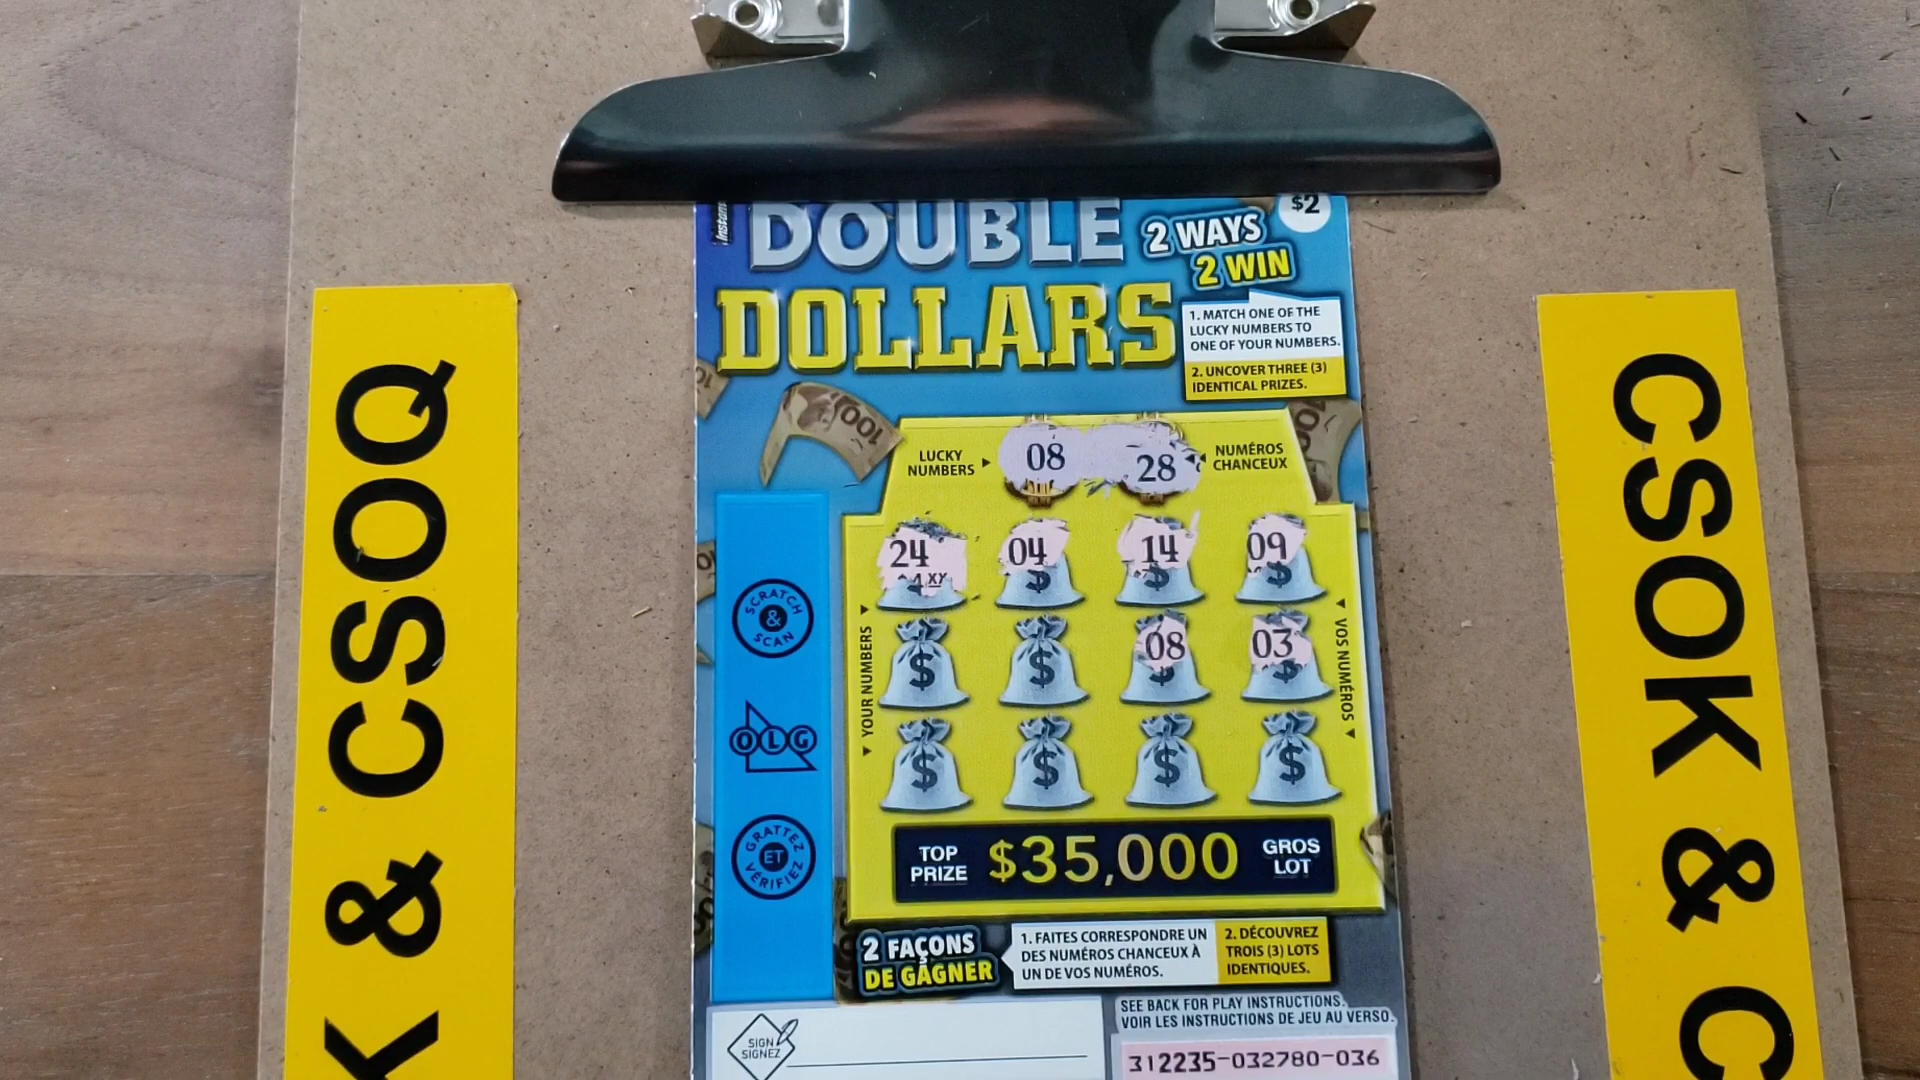 Instant
DOUBLE
$2
DOLLARS
2 WAYS
2 WIN
1. MATCH ONE OF THE
LUCKY NUMBERS TO
ONE OF YOUR NUMBERS.
2. UNCOVER THREE (3)
IDENTICAL PRIZES.
100
LUCKY
NUMBERS
08
28
NUMÉROS
CHANCEUX
24
04
14
09
$
$
$
YOUR NUMBERS
$
$
08
$
03
$
VOS NUMÉROS
$
$
$
$
TOP
PRIZE
$35,000
GROS
LOT
SCRATCH
&
SCAN
OLG
GRATTEZ
ET
VÉRIFIEZ
2 FAÇONS
DE GAGNER
1. FAITES CORRESPONDRE UN
DES NUMÉROS CHANCEUX À
UN DE VOS NUMÉROS.
2. DÉCOUVREZ
TROIS (3) LOTS
IDENTIQUES.
SEE BACK FOR PLAY INSTRUCTIONS.
VOIR LES INSTRUCTIONS DE JEU AU VERSO.
SIGN
SIGNEZ
312235-032780-036
K & CSOQ
CSOK & C